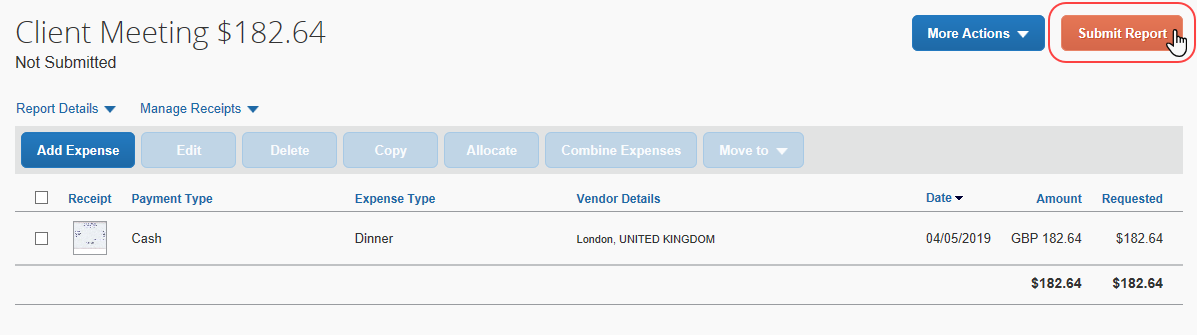 Client Meeting $182.64
More Actions
Submit Report
Not Submitted
Report Details
Manage Receipts
Add Expense Edit Delete Copy Allocate Combine Expenses Move to
Receipt Payment Type Expense Type Vendor Details Date Amount Requested
Cash Dinner London, UNITED KINGDOM 04/05/2019 GBP 182.64 $182.64
$182.64 $182.64